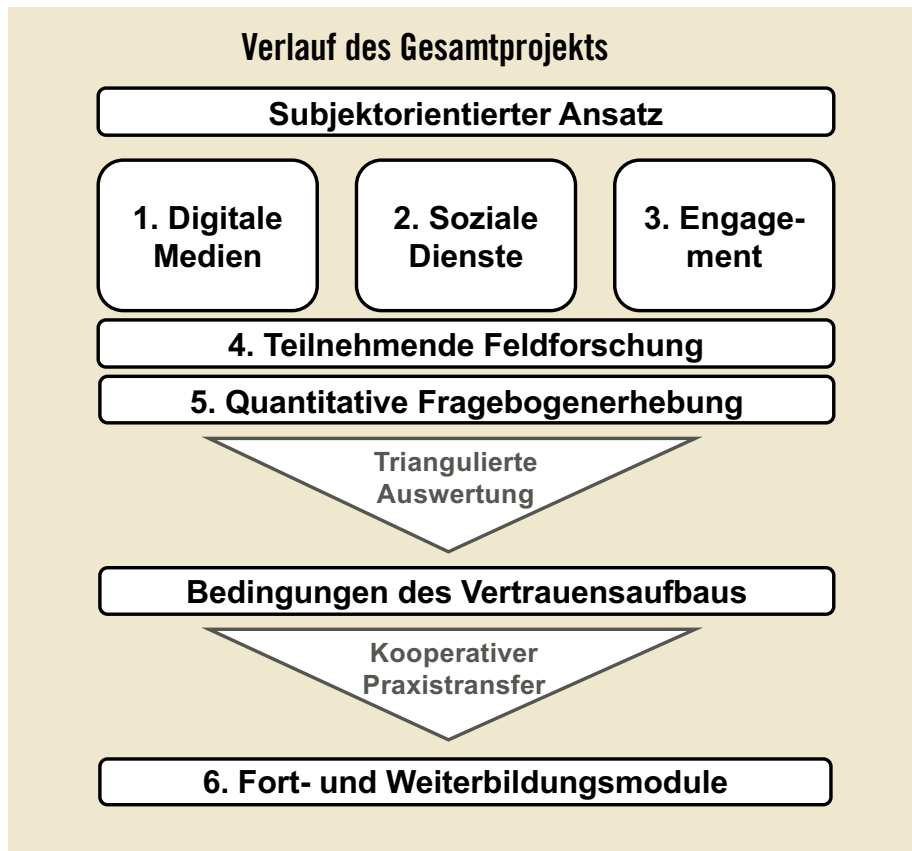 Verlauf des Gesamtprojekts
Subjektorientierter Ansatz
1. Digitale
Medien
2. Soziale
Dienste
3. Engage-
ment
4. Teilnehmende Feldforschung
5. Quantitative Fragebogenerhebung
Triangulierte
Auswertung
Bedingungen des Vertrauensaufbaus
Kooperativer
Praxistransfer
6. Fort- und Weiterbildungsmodule